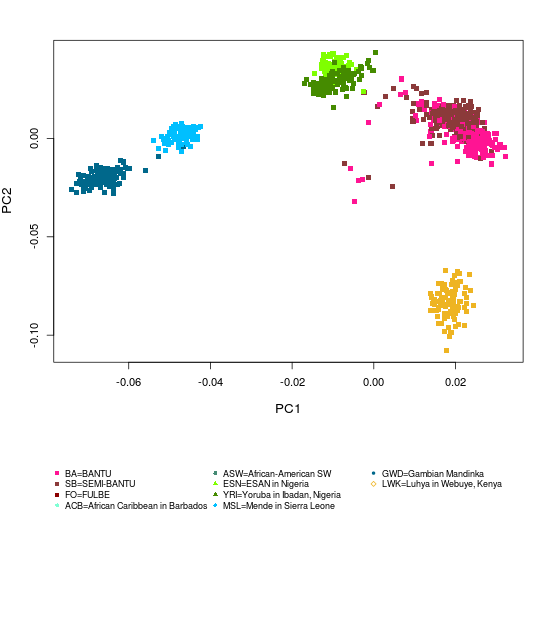 0.00
-0.05
-0.10
PC2
-0.06 -0.04 -0.02 0.00 0.02
PC1
BA=BANTU
SB=SEMI-BANTU
FO=FULBE
ACB=African Caribbean in Barbados
ASW=African-American SW
ESN=ESAN in Nigeria
YRI=Yoruba in Ibadan, Nigeria
MSL=Mende in Sierra Leone
GWD=Gambian Mandinka
LWK=Luhya in Webuye, Kenya